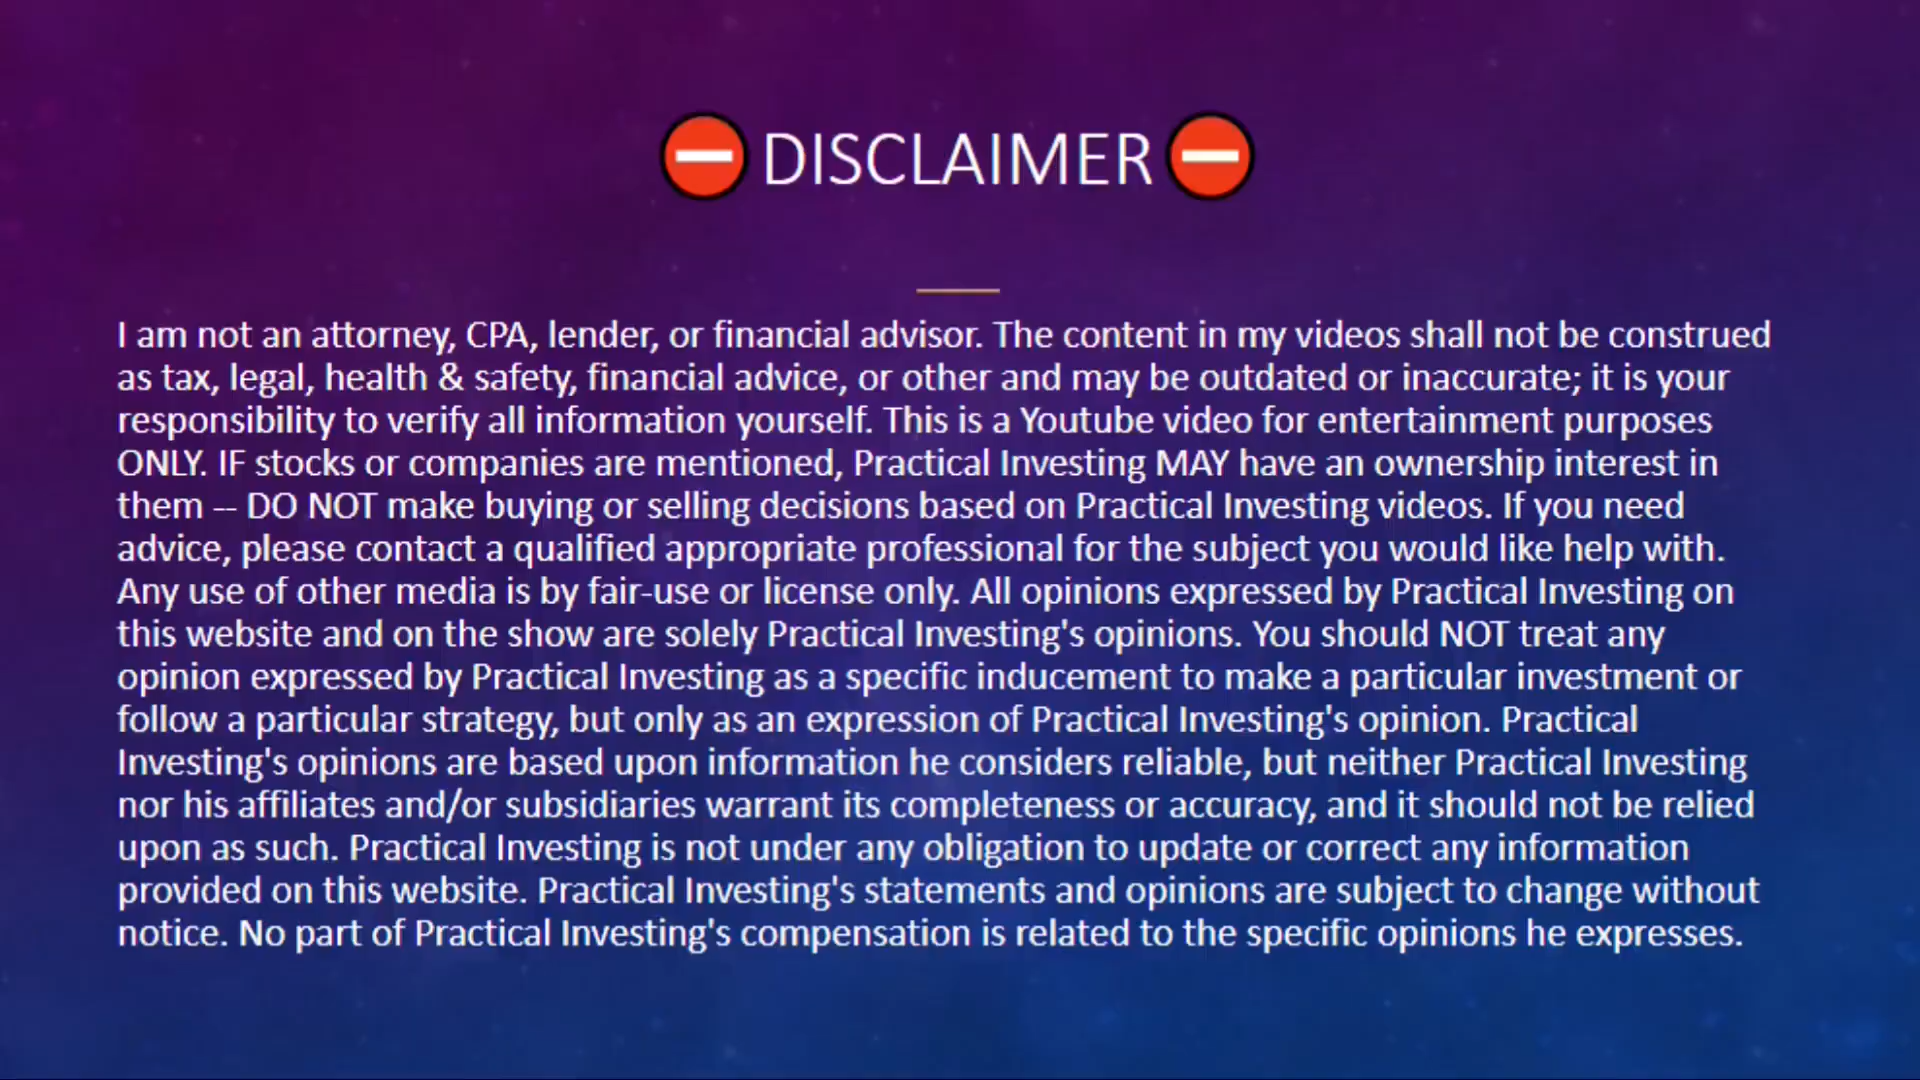 ⛔ DISCLAIMER ⛔
I am not an attorney, CPA, lender, or financial advisor. The content in my videos shall not be construed
as tax, legal, health & safety, financial advice, or other and may be outdated or inaccurate; it is your
responsibility to verify all information yourself. This is a Youtube video for entertainment purposes
ONLY. IF stocks or companies are mentioned, Practical Investing MAY have an ownership interest in
them -- DO NOT make buying or selling decisions based on Practical Investing videos. If you need
advice, please contact a qualified appropriate professional for the subject you would like help with.
Any use of other media is by fair-use or license only. All opinions expressed by Practical Investing on
this website and on the show are solely Practical Investing's opinions. You should NOT treat any
opinion expressed by Practical Investing as a specific inducement to make a particular investment or
follow a particular strategy, but only as an expression of Practical Investing's opinion. Practical
Investing's opinions are based upon information he considers reliable, but neither Practical Investing
nor his affiliates and/or subsidiaries warrant its completeness or accuracy, and it should not be relied
upon as such. Practical Investing is not under any obligation to update or correct any information
provided on this website. Practical Investing's statements and opinions are subject to change without
notice. No part of Practical Investing's compensation is related to the specific opinions he expresses.